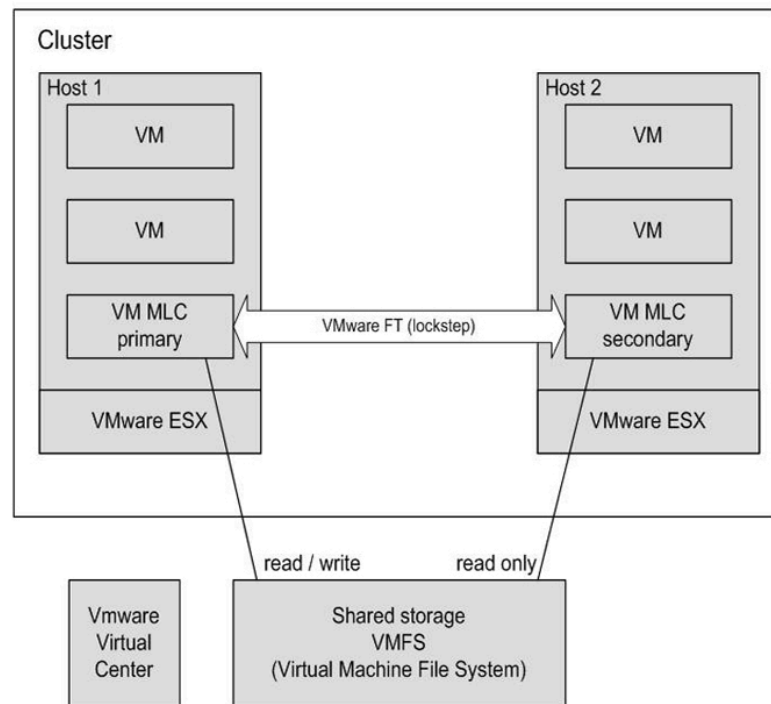 Cluster
Host 1
VM
VM
VM MLC
primary
VMware ESX
VMware FT (lockstep)
Host 2
VM
VM
VM MLC
secondary
VMware ESX
read / write
read only
Vmware
Virtual
Center
Shared storage
VMFS
(Virtual Machine File System)